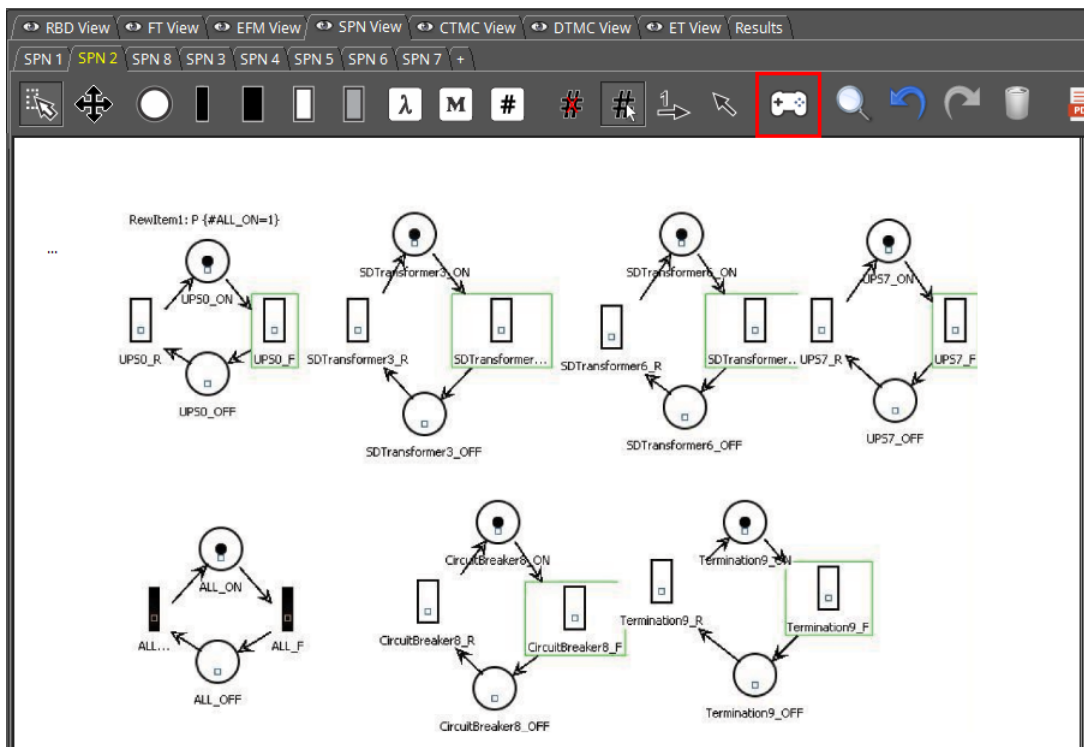 RBD View FT View EFM View SPN View CTMC View DTMC View ET View Results
SPN 1 SPN 2 SPN 8 SPN 3 SPN 4 SPN 5 SPN 6 SPN 7 +
λ M # # # 1 PD
RewItem1: P {#ALL_ON=1}
...
UPS0_ON
UPS0_R UPS0_F
UPS0_OFF
SDTransformer3_ON
SDTransformer3_R SDTransformer...
SDTransformer3_OFF
SDTransformer6_ON
SDTransformer6_R SDTransformer...
SDTransformer6_OFF
UPS7_ON
UPS7_R UPS7_F
UPS7_OFF
ALL_ON
ALL... ALL_F
ALL_OFF
CircuitBreaker8_ON
CircuitBreaker8_R CircuitBreaker8_F
CircuitBreaker8_OFF
Termination9_ON
Termination9_R Termination9_F
Termination9_OFF